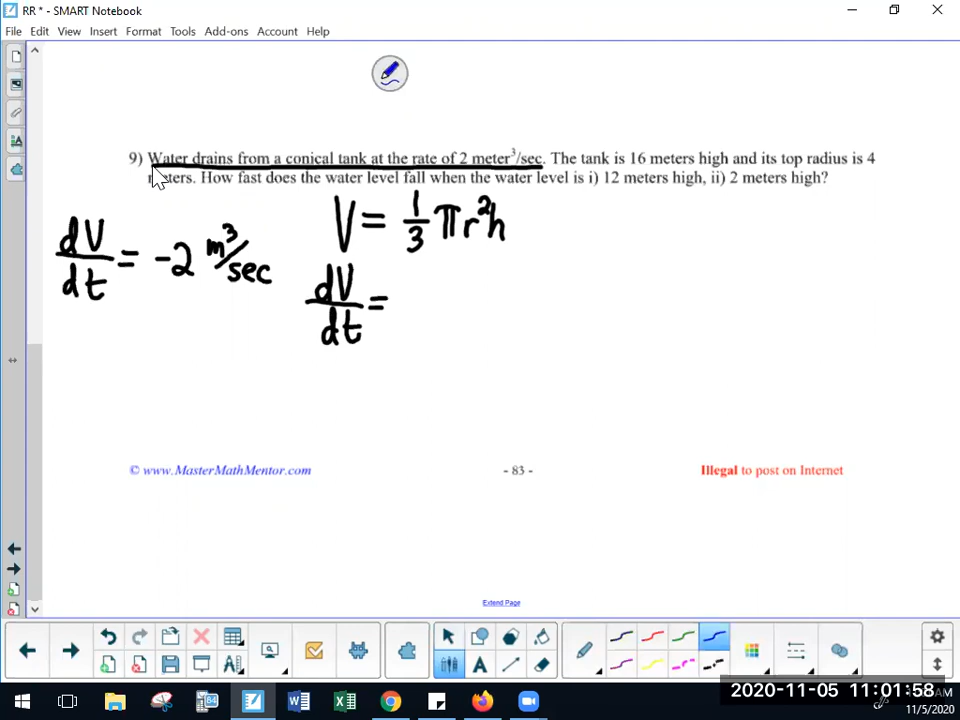 RR * - SMART Notebook
File Edit View Insert Format Tools Add-ons Account Help
9) Water drains from a conical tank at the rate of 2 meter³/sec. The tank is 16 meters high and its top radius is 4
meters. How fast does the water level fall when the water level is i) 12 meters high, ii) 2 meters high?
dV/dt = -2 m³/sec
V = 1/3 πr²h
dV/dt =
© www.MasterMathMentor.com - 83 - Illegal to post on Internet
Extend Page
2020-11-05 11:01:58
11/5/2020